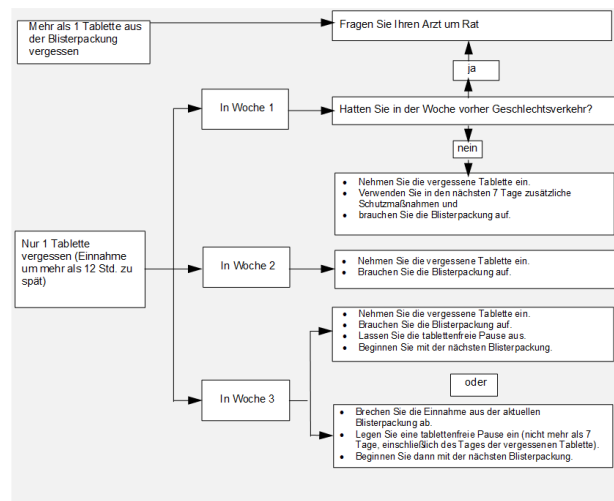 Mehr als 1 Tablette aus
der Blisterpackung
vergessen
Fragen Sie Ihren Arzt um Rat
ja
In Woche 1
Hatten Sie in der Woche vorher Geschlechtsverkehr?
nein
• Nehmen Sie die vergessene Tablette ein.
• Verwenden Sie in den nächsten 7 Tage zusätzliche
Schutzmaßnahmen und
• brauchen Sie die Blisterpackung auf.
Nur 1 Tablette
vergessen (Einnahme
um mehr als 12 Std. zu
spät)
In Woche 2
• Nehmen Sie die vergessene Tablette ein.
• Brauchen Sie die Blisterpackung auf.
In Woche 3
• Nehmen Sie die vergessene Tablette ein.
• Brauchen Sie die Blisterpackung auf.
• Lassen Sie die tablettenfreie Pause aus.
• Beginnen Sie mit der nächsten Blisterpackung.
oder
• Brechen Sie die Einnahme aus der aktuellen
Blisterpackung ab.
• Legen Sie eine tablettenfreie Pause ein (nicht mehr als 7
Tage, einschließlich des Tages der vergessenen Tablette).
• Beginnen Sie dann mit der nächsten Blisterpackung.